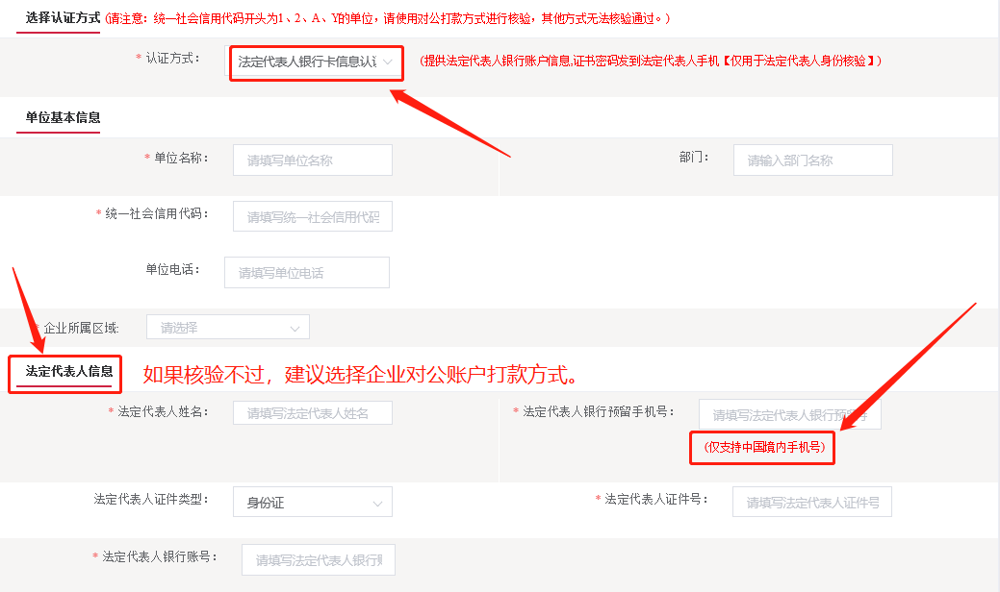 选择认证方式 (请注意：统一社会信用代码开头为1、2、A、Y的单位，请使用对公打款方式进行核验，其他方式无法核验通过。)
* 认证方式： 法定代表人银行卡信息认证 (提供法定代表人银行账户信息,证书密码发到法定代表人手机【仅用于法定代表人身份核验】)
单位基本信息
* 单位名称： 请填写单位名称 部门： 请输入部门名称
* 统一社会信用代码： 请填写统一社会信用代码
单位电话： 请填写单位电话
* 企业所属区域: 请选择
法定代表人信息 如果核验不过，建议选择企业对公账户打款方式。
* 法定代表人姓名： 请填写法定代表人姓名 * 法定代表人银行预留手机号： 请填写法定代表人银行预留手
(仅支持中国境内手机号)
法定代表人证件类型： 身份证 * 法定代表人证件号： 请填写法定代表人证件号
* 法定代表人银行账号： 请填写法定代表人银行账